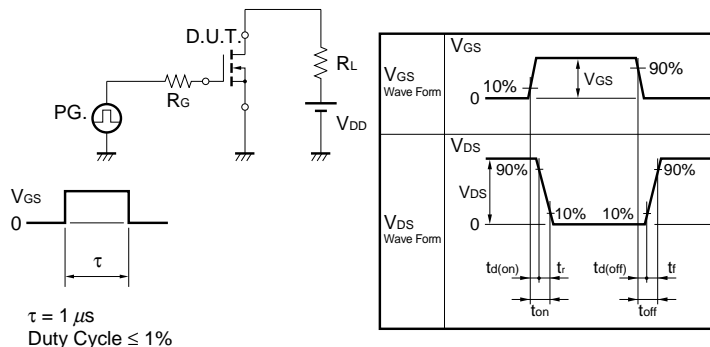 D.U.T.
RL
RG
PG.
VDD
VGS
0
τ
τ = 1 μs
Duty Cycle ≤ 1%
VGS
Wave Form
VGS
10%
VGS
90%
0
VDS
Wave Form
VDS
90%
VDS
10%
10%
90%
0
td(on)
tr
td(off)
tf
ton
toff